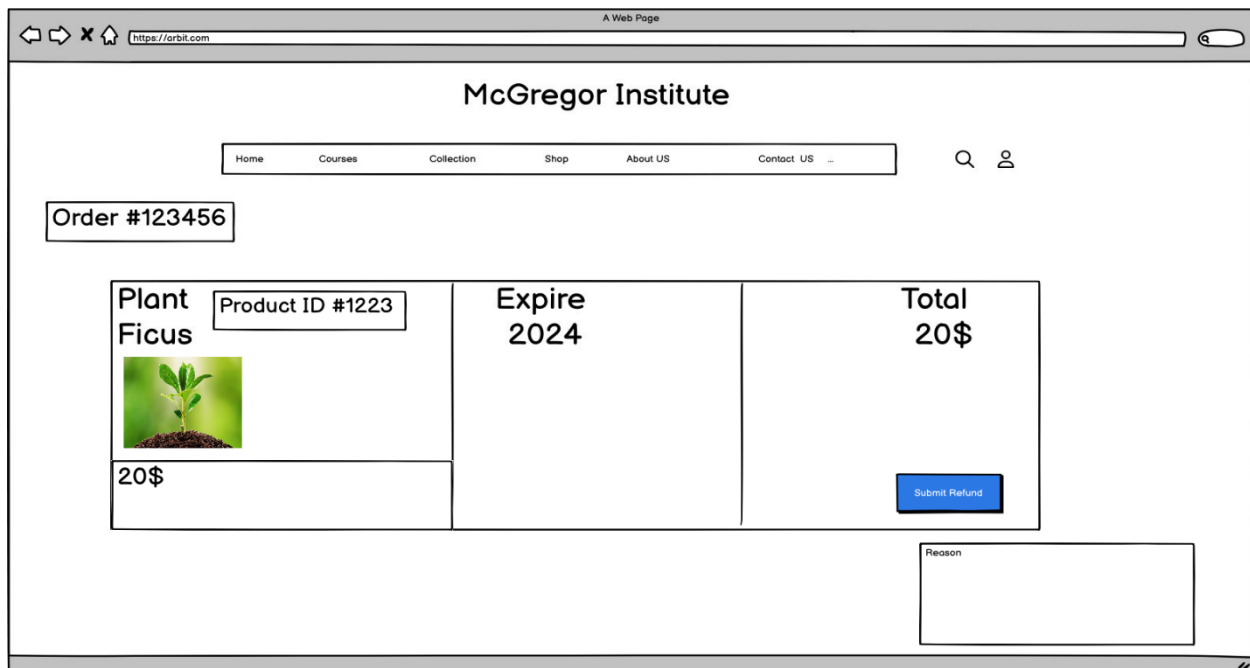 A Web Page
https://arbit.com
McGregor Institute
Home Courses Collection Shop About US Contact US ...
Order #123456
Plant
Ficus
Product ID #1223
Expire
2024
Total
20$
20$
Submit Refund
Reason